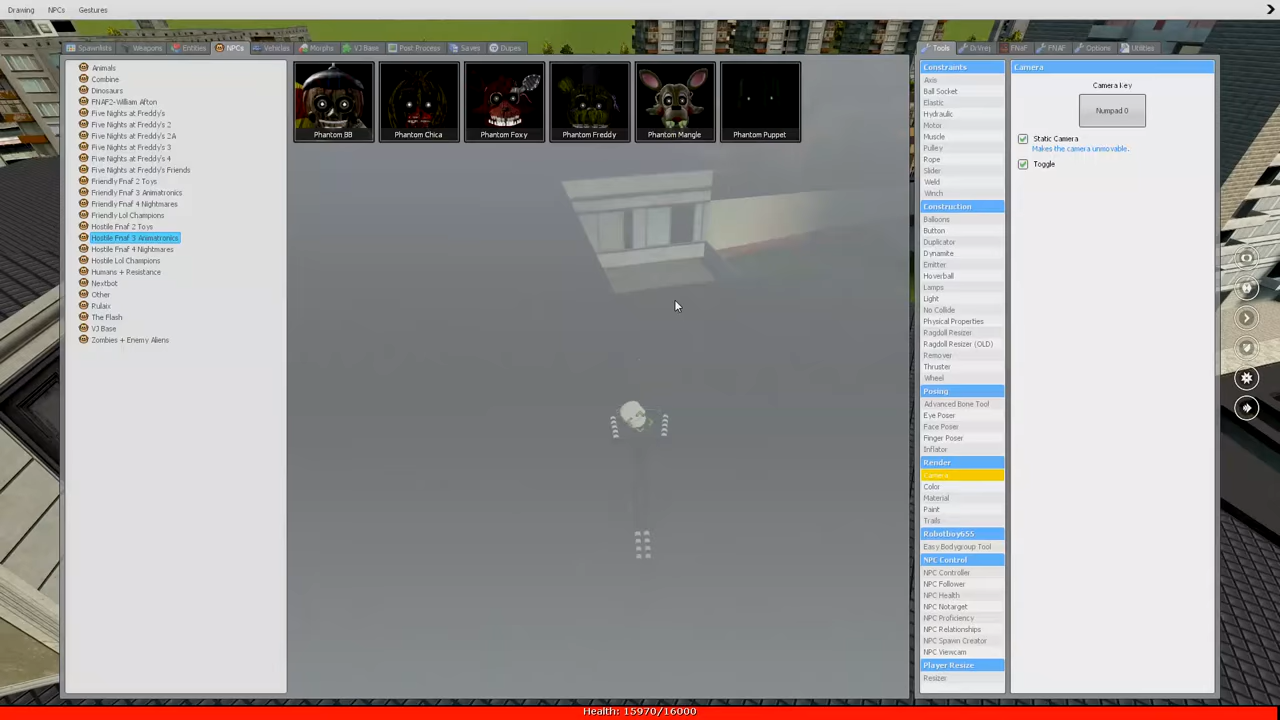 Drawing NPCs Gestures
Spawnlists Weapons Entities NPCs Vehicles Morphs VJ Base Post Process Saves Dupes
Animals
Combine
Dinosaurs
FNAF2-William Afton
Five Nights at Freddy's
Five Nights at Freddy's 2
Five Nights at Freddy's 2A
Five Nights at Freddy's 3
Five Nights at Freddy's 4
Five Nights at Freddy's Friends
Friendly Fnaf 2 Toys
Friendly Fnaf 3 Animatronics
Friendly Fnaf 4 Nightmares
Friendly Lol Champions
Hostile Fnaf 2 Toys
Hostile Fnaf 3 Animatronics
Hostile Fnaf 4 Nightmares
Hostile Lol Champions
Humans + Resistance
Nextbot
Other
Rulaix
The Flash
VJ Base
Zombies + Enemy Aliens
Phantom BB Phantom Chica Phantom Foxy Phantom Freddy Phantom Mangle Phantom Puppet
Tools DrVrej FNaF FNAF Options Utilities
Constraints
Axis
Ball Socket
Elastic
Hydraulic
Motor
Muscle
Pulley
Rope
Slider
Weld
Winch
Construction
Balloons
Button
Duplicator
Dynamite
Emitter
Hoverball
Lamps
Light
No Collide
Physical Properties
Ragdoll Resizer
Ragdoll Resizer (OLD)
Remover
Thruster
Wheel
Posing
Advanced Bone Tool
Eye Poser
Face Poser
Finger Poser
Inflator
Render
Camera
Color
Material
Paint
Trails
Robotboy655
Easy Bodygroup Tool
NPC Control
NPC Controller
NPC Follower
NPC Health
NPC Notarget
NPC Proficiency
NPC Relationships
NPC Spawn Creator
NPC Viewcam
Player Resize
Resizer
Camera
Camera Key
Numpad 0
Static Camera
Makes the camera unmovable.
Toggle
Health: 15970/16000